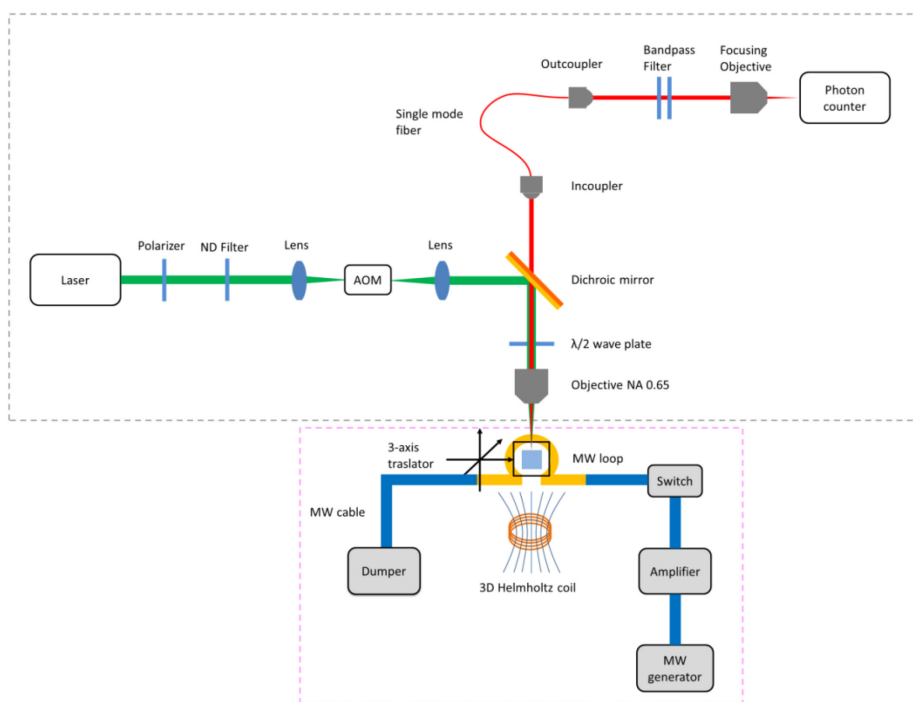 Outcoupler
Bandpass
Filter
Focusing
Objective
Photon
counter
Single mode
fiber
Incoupler
Polarizer
ND Filter
Lens
Lens
Laser
AOM
Dichroic mirror
λ/2 wave plate
Objective NA 0.65
3-axis
traslator
MW loop
Switch
MW cable
Dumper
3D Helmholtz coil
Amplifier
MW
generator